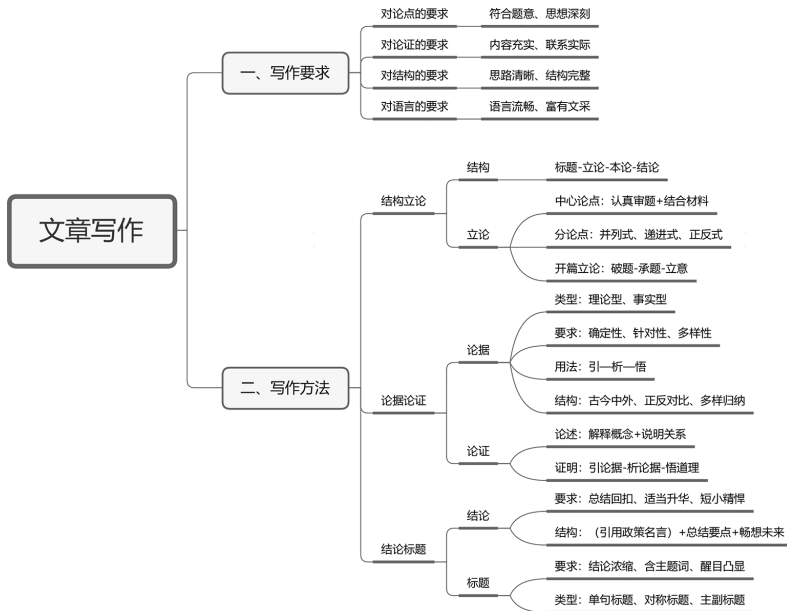 文章写作
一、写作要求
对论点的要求
符合题意、思想深刻
对论证的要求
内容充实、联系实际
对结构的要求
思路清晰、结构完整
对语言的要求
语言流畅、富有文采
二、写作方法
结构立论
结构
标题-立论-本论-结论
立论
中心论点：认真审题+结合材料
分论点：并列式、递进式、正反式
开篇立论：破题-承题-立意
论据论证
论据
类型：理论型、事实型
要求：确定性、针对性、多样性
用法：引—析—悟
结构：古今中外、正反对比、多样归纳
论证
论述：解释概念+说明关系
证明：引论据-析论据-悟道理
结论标题
结论
要求：总结回扣、适当升华、短小精悍
结构：（引用政策名言）+总结要点+畅想未来
标题
要求：结论浓缩、含主题词、醒目凸显
类型：单句标题、对称标题、主副标题